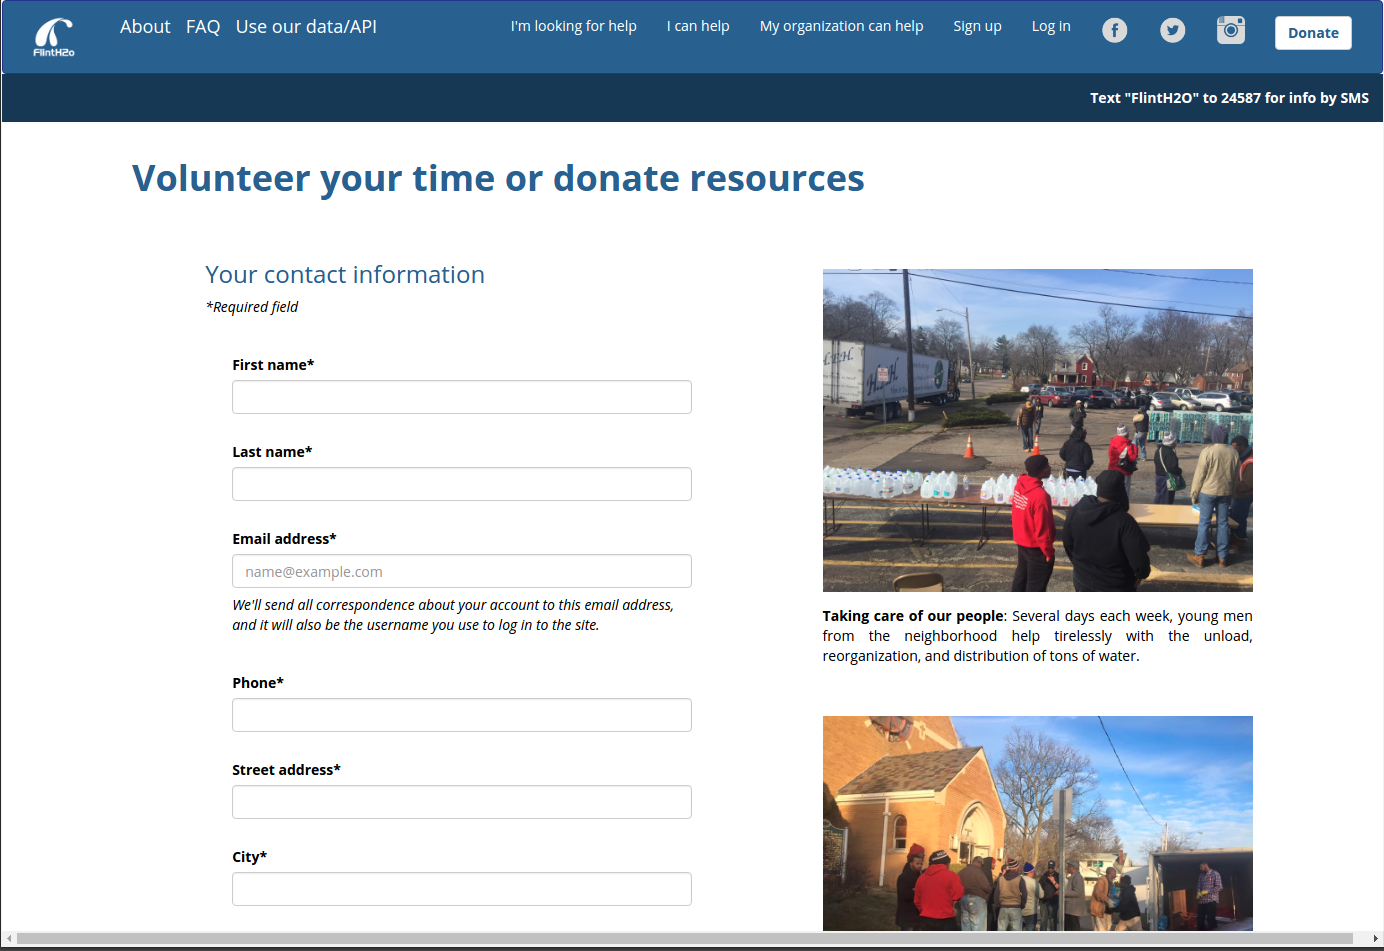 FlintH2o
About FAQ Use our data/API I'm looking for help I can help My organization can help Sign up Log in Donate
Text "FlintH2O" to 24587 for info by SMS
Volunteer your time or donate resources
Your contact information
*Required field
First name*
Last name*
Email address*
name@example.com
We'll send all correspondence about your account to this email address,
and it will also be the username you use to log in to the site.
Phone*
Street address*
City*
Taking care of our people: Several days each week, young men
from the neighborhood help tirelessly with the unload,
reorganization, and distribution of tons of water.